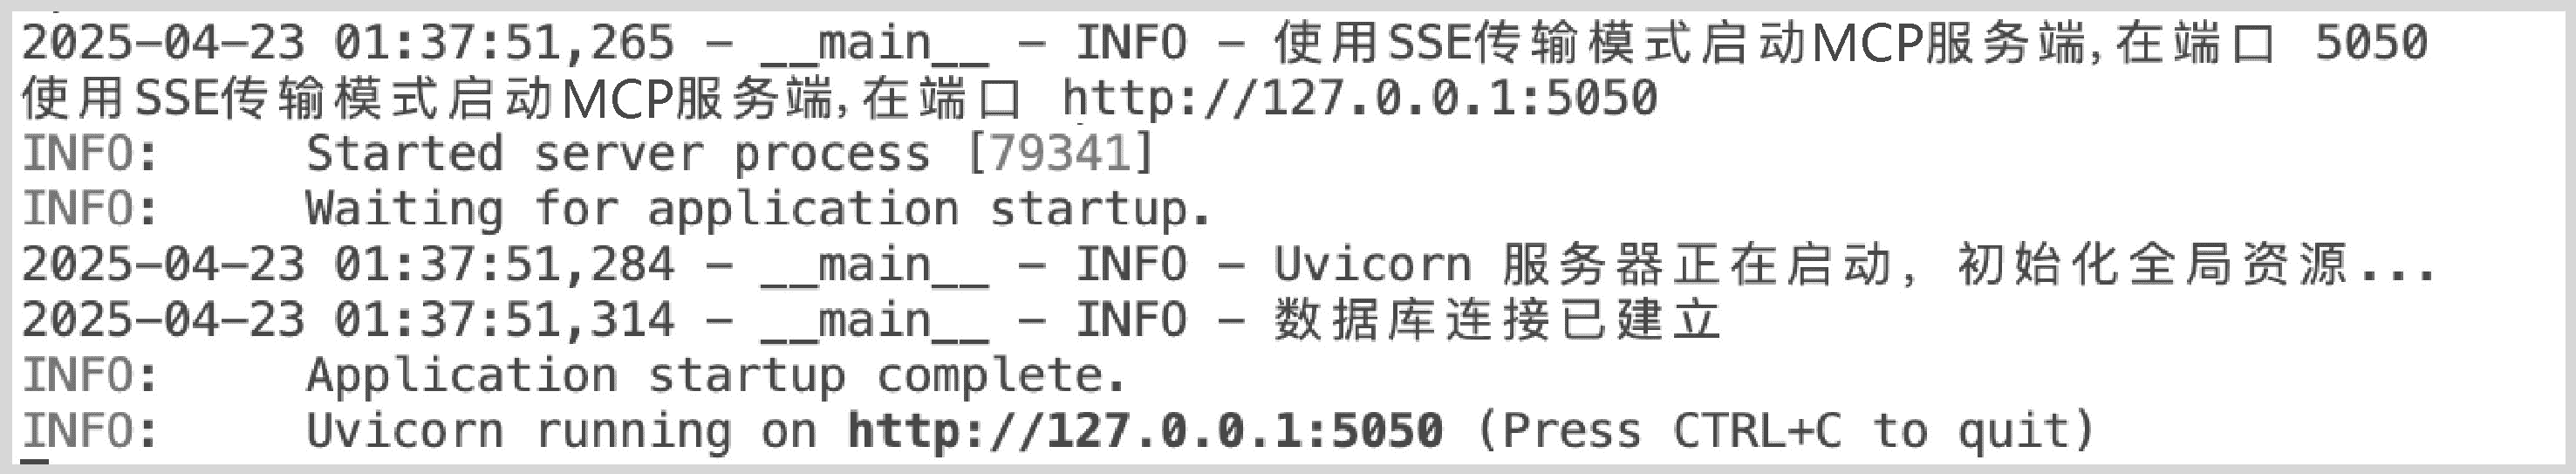 2025-04-23 01:37:51,265 - __main__ - INFO - 使用SSE传输模式启动MCP服务端,在端口 5050
使用SSE传输模式启动MCP服务端,在端口 http://127.0.0.1:5050
INFO:     Started server process [79341]
INFO:     Waiting for application startup.
2025-04-23 01:37:51,284 - __main__ - INFO - Uvicorn 服务器正在启动，初始化全局资源...
2025-04-23 01:37:51,314 - __main__ - INFO - 数据库连接已建立
INFO:     Application startup complete.
INFO:     Uvicorn running on http://127.0.0.1:5050 (Press CTRL+C to quit)